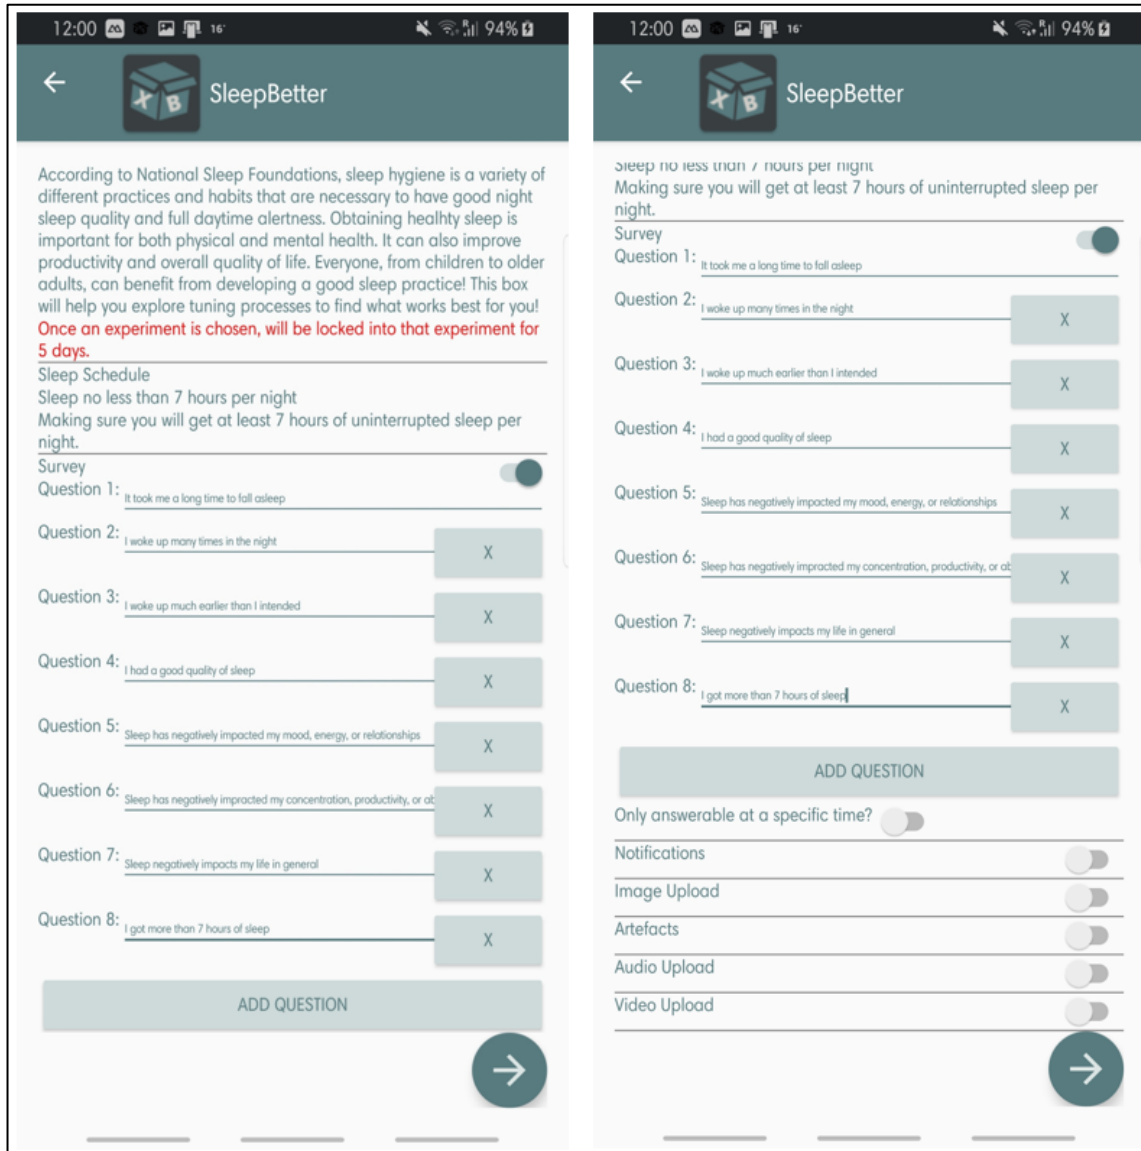 12:00 16° 94%
X B SleepBetter
According to National Sleep Foundations, sleep hygiene is a variety of
different practices and habits that are necessary to have good night
sleep quality and full daytime alertness. Obtaining healhty sleep is
important for both physical and mental health. It can also improve
productivity and overall quality of life. Everyone, from children to older
adults, can benefit from developing a good sleep practice! This box
will help you explore tuning processes to find what works best for you!
Once an experiment is chosen, will be locked into that experiment for
5 days.
Sleep Schedule
Sleep no less than 7 hours per night
Making sure you will get at least 7 hours of uninterrupted sleep per
night.
Survey
Question 1: It took me a long time to fall asleep
Question 2: I woke up many times in the night X
Question 3: I woke up much earlier than I intended X
Question 4: I had a good quality of sleep X
Question 5: Sleep has negatively impacted my mood, energy, or relationships X
Question 6: Sleep has negatively impracted my concentration, productivity, or ab X
Question 7: Sleep negatively impacts my life in general X
Question 8: I got more than 7 hours of sleep X
ADD QUESTION
12:00 16° R 94%
X B SleepBetter
Sleep no less than 7 hours per night
Making sure you will get at least 7 hours of uninterrupted sleep per
night.
Survey
Question 1: It took me a long time to fall asleep
Question 2: I woke up many times in the night X
Question 3: I woke up much earlier than I intended X
Question 4: I had a good quality of sleep X
Question 5: Sleep has negatively impacted my mood, energy, or relationships X
Question 6: Sleep has negatively impracted my concentration, productivity, or ab X
Question 7: Sleep negatively impacts my life in general X
Question 8: I got more than 7 hours of sleep X
ADD QUESTION
Only answerable at a specific time?
Notifications
Image Upload
Artefacts
Audio Upload
Video Upload